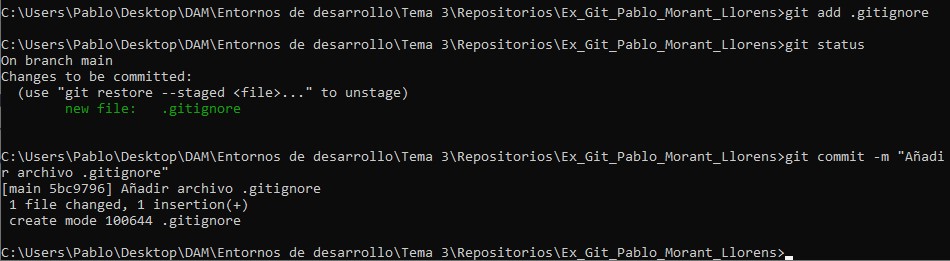 C:\Users\Pablo\Desktop\DAM\Entornos de desarrollo\Tema 3\Repositorios\Ex_Git_Pablo_Morant_Llorens>git add .gitignore
C:\Users\Pablo\Desktop\DAM\Entornos de desarrollo\Tema 3\Repositorios\Ex_Git_Pablo_Morant_Llorens>git status
On branch main
Changes to be committed:
  (use "git restore --staged <file>..." to unstage)
        new file:   .gitignore
C:\Users\Pablo\Desktop\DAM\Entornos de desarrollo\Tema 3\Repositorios\Ex_Git_Pablo_Morant_Llorens>git commit -m "Añadi
r archivo .gitignore"
[main 5bc9796] Añadir archivo .gitignore
 1 file changed, 1 insertion(+)
 create mode 100644 .gitignore
C:\Users\Pablo\Desktop\DAM\Entornos de desarrollo\Tema 3\Repositorios\Ex_Git_Pablo_Morant_Llorens>